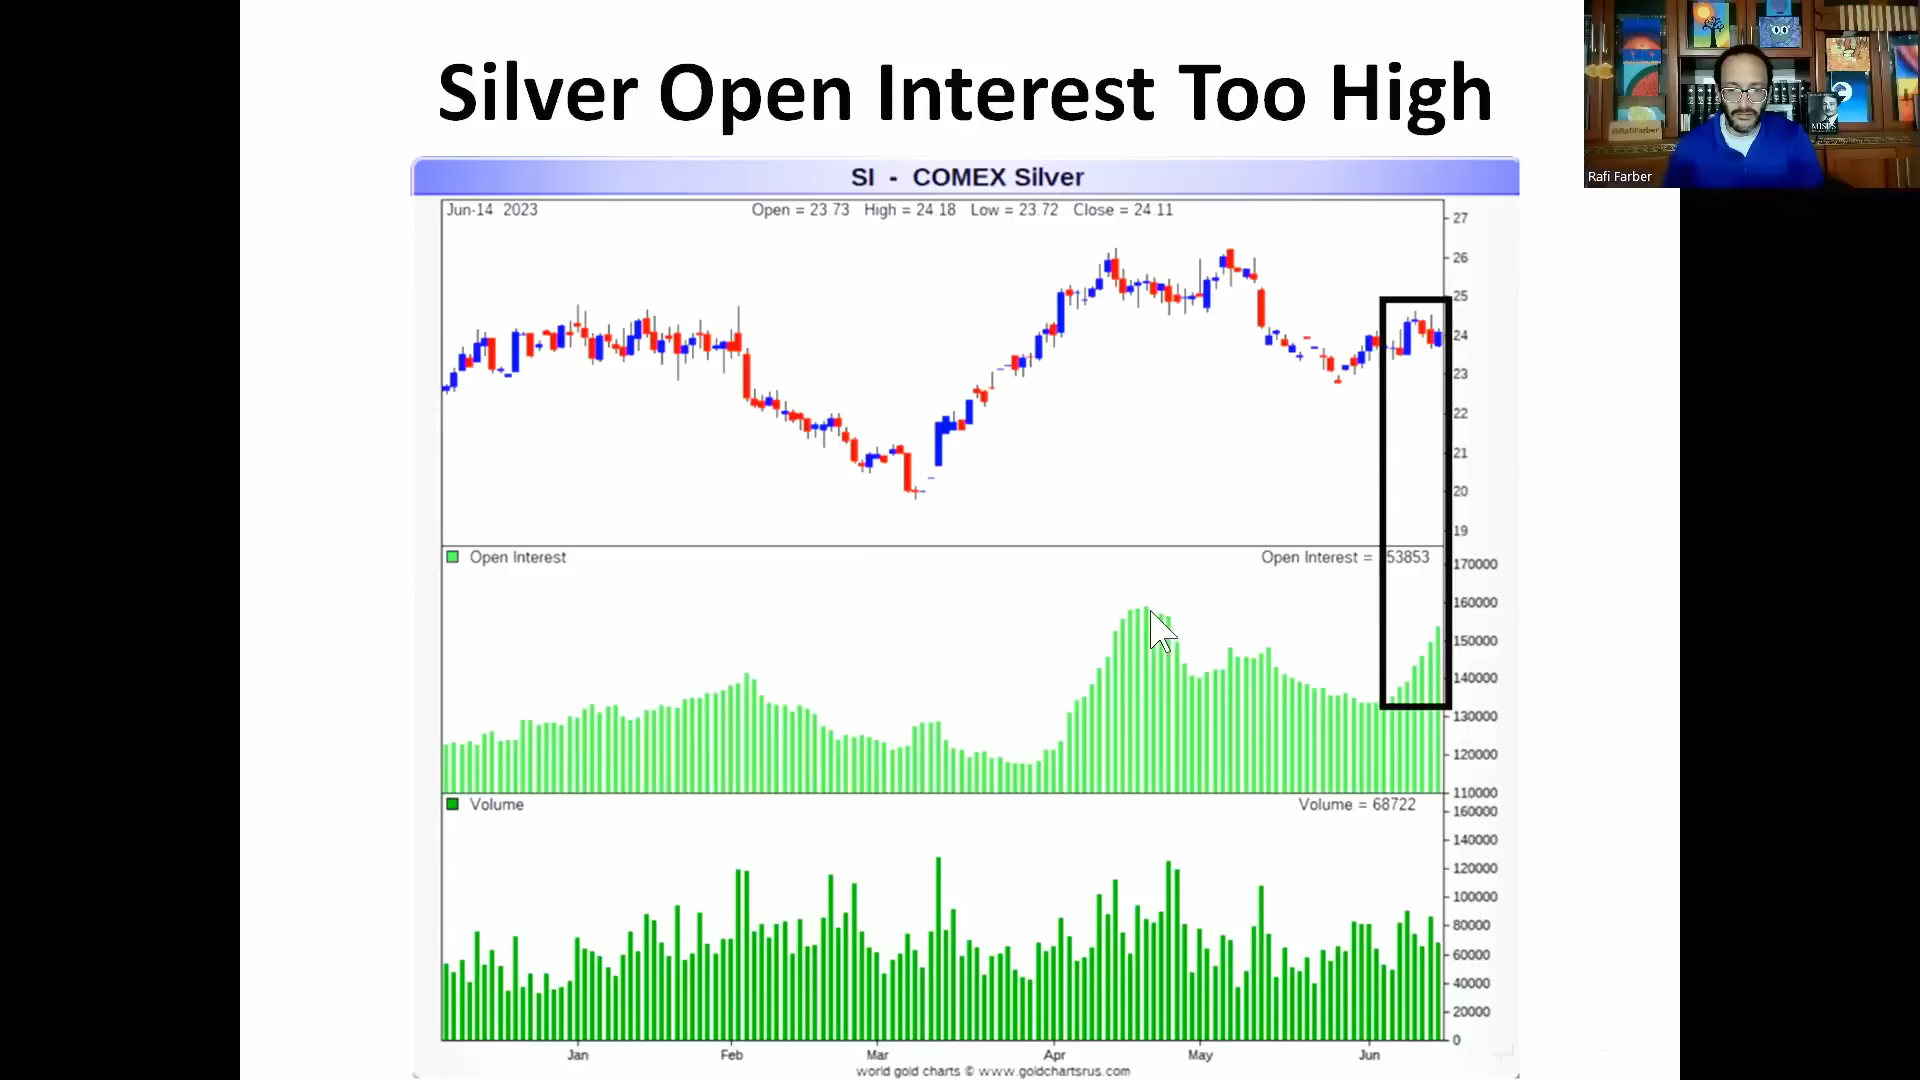 Silver Open Interest Too High
@RafiFarber
MISES
Rafi Farber
SI - COMEX Silver
Jun-14 2023 Open = 23.73 High = 24.18 Low = 23.72 Close = 24.11
27
26
25
24
23
22
21
20
19
Open Interest Open Interest = 53853
170000
160000
150000
140000
130000
120000
110000
Volume Volume = 68722
160000
140000
120000
100000
80000
60000
40000
20000
0
Jan Feb Mar Apr May Jun
world gold charts © www.goldchartsrus.com